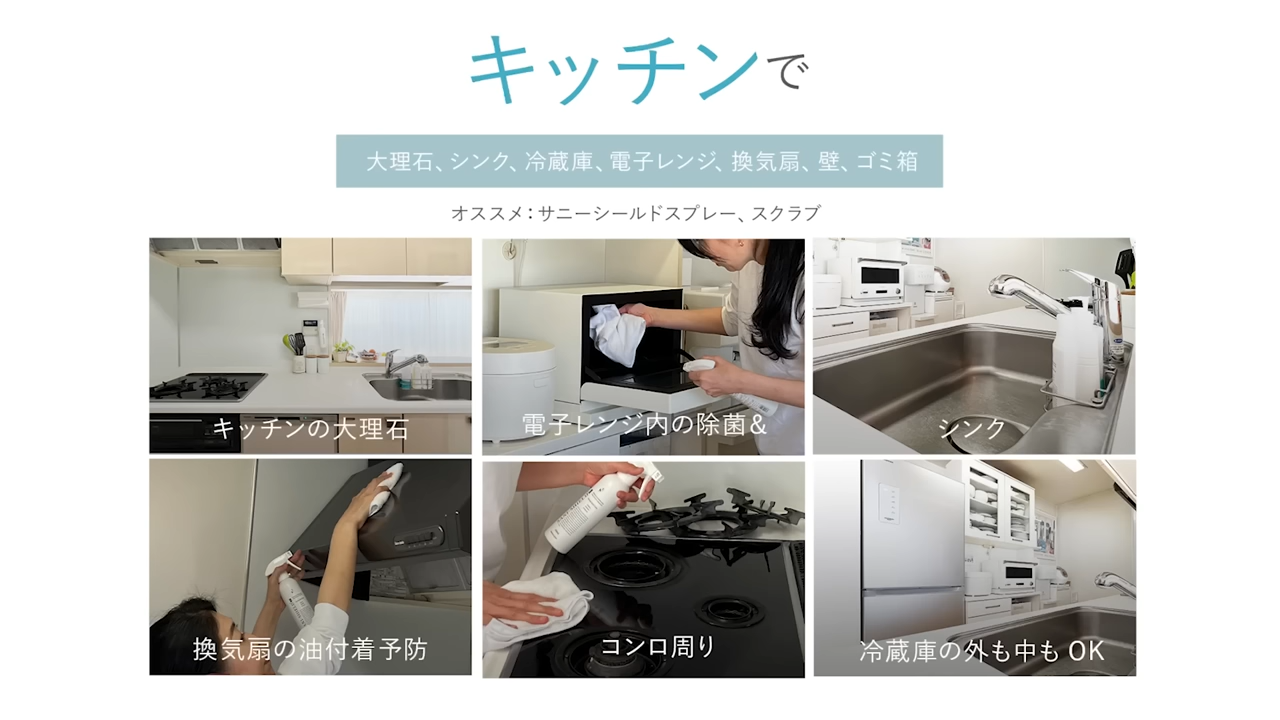 キッチンで
大理石、シンク、冷蔵庫、電子レンジ、換気扇、壁、ゴミ箱
オススメ：サニーシールドスプレー、スクラブ
キッチンの大理石
電子レンジ内の除菌&
シンク
換気扇の油付着予防
コンロ周り
冷蔵庫の外も中も OK